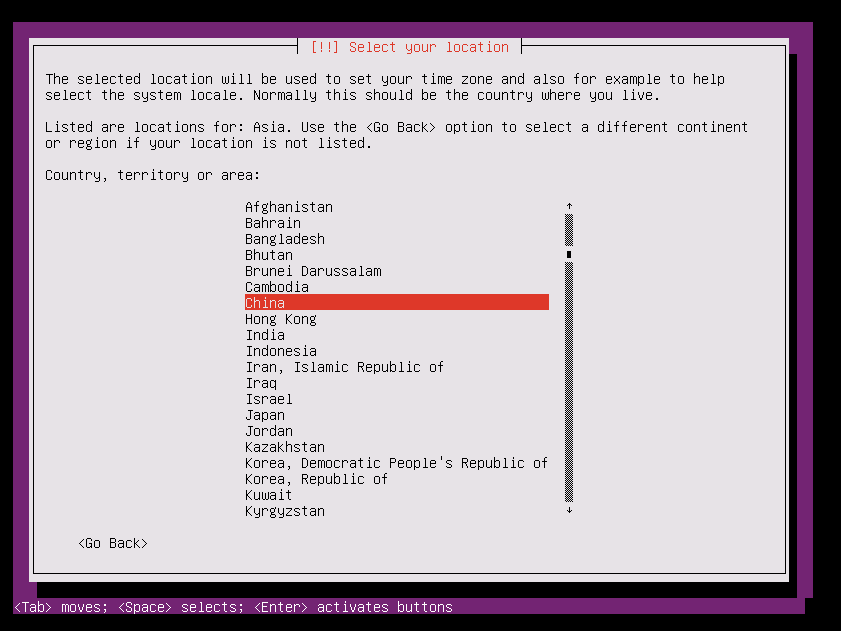 [!!] Select your location
The selected location will be used to set your time zone and also for example to help
select the system locale. Normally this should be the country where you live.
Listed are locations for: Asia. Use the <Go Back> option to select a different continent
or region if your location is not listed.
Country, territory or area:
Afghanistan
Bahrain
Bangladesh
Bhutan
Brunei Darussalam
Cambodia
China
Hong Kong
India
Indonesia
Iran, Islamic Republic of
Iraq
Israel
Japan
Jordan
Kazakhstan
Korea, Democratic People's Republic of
Korea, Republic of
Kuwait
Kyrgyzstan
<Go Back>
<Tab> moves; <Space> selects; <Enter> activates buttons